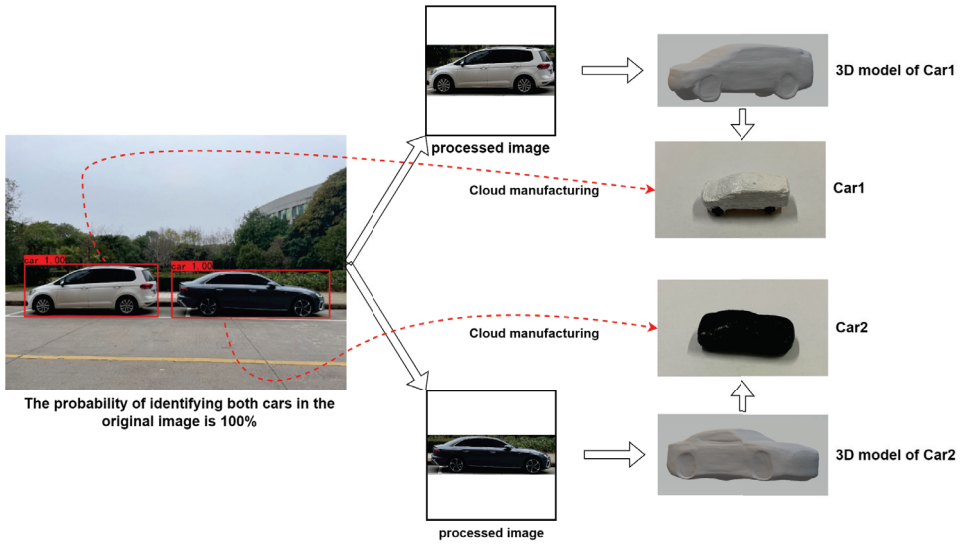 processed image
3D model of Car1
Cloud manufacturing
Car1
car 1.00
car 1.00
Cloud manufacturing
Car2
The probability of identifying both cars in the
original image is 100%
3D model of Car2
processed image